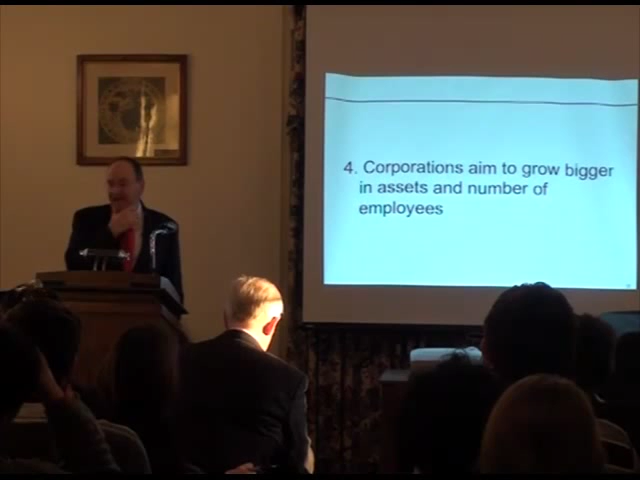 4. Corporations aim to grow bigger
in assets and number of
employees